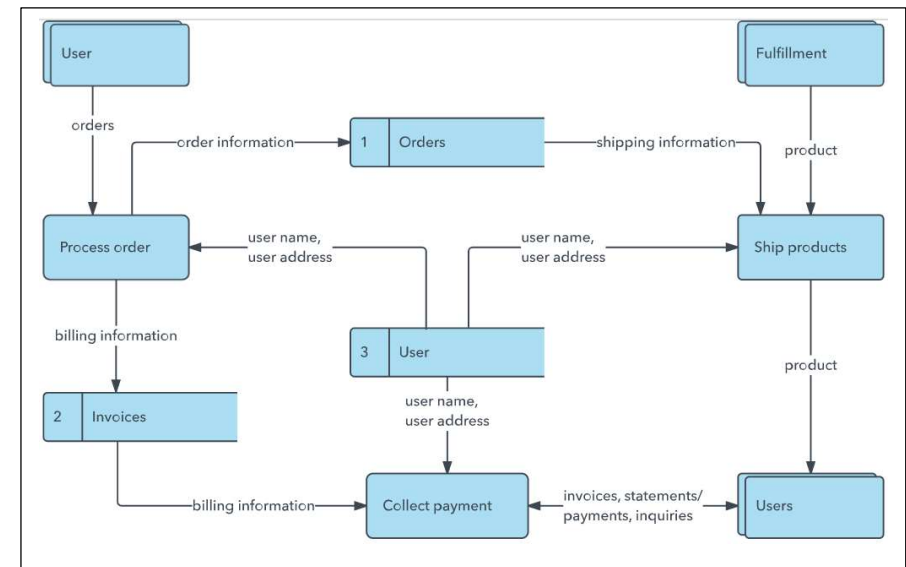 User
Fulfillment
orders
order information
1 Orders
shipping information
product
Process order
user name,
user address
user name,
user address
Ship products
billing information
3 User
product
2 Invoices
user name,
user address
billing information
Collect payment
invoices, statements/
payments, inquiries
Users